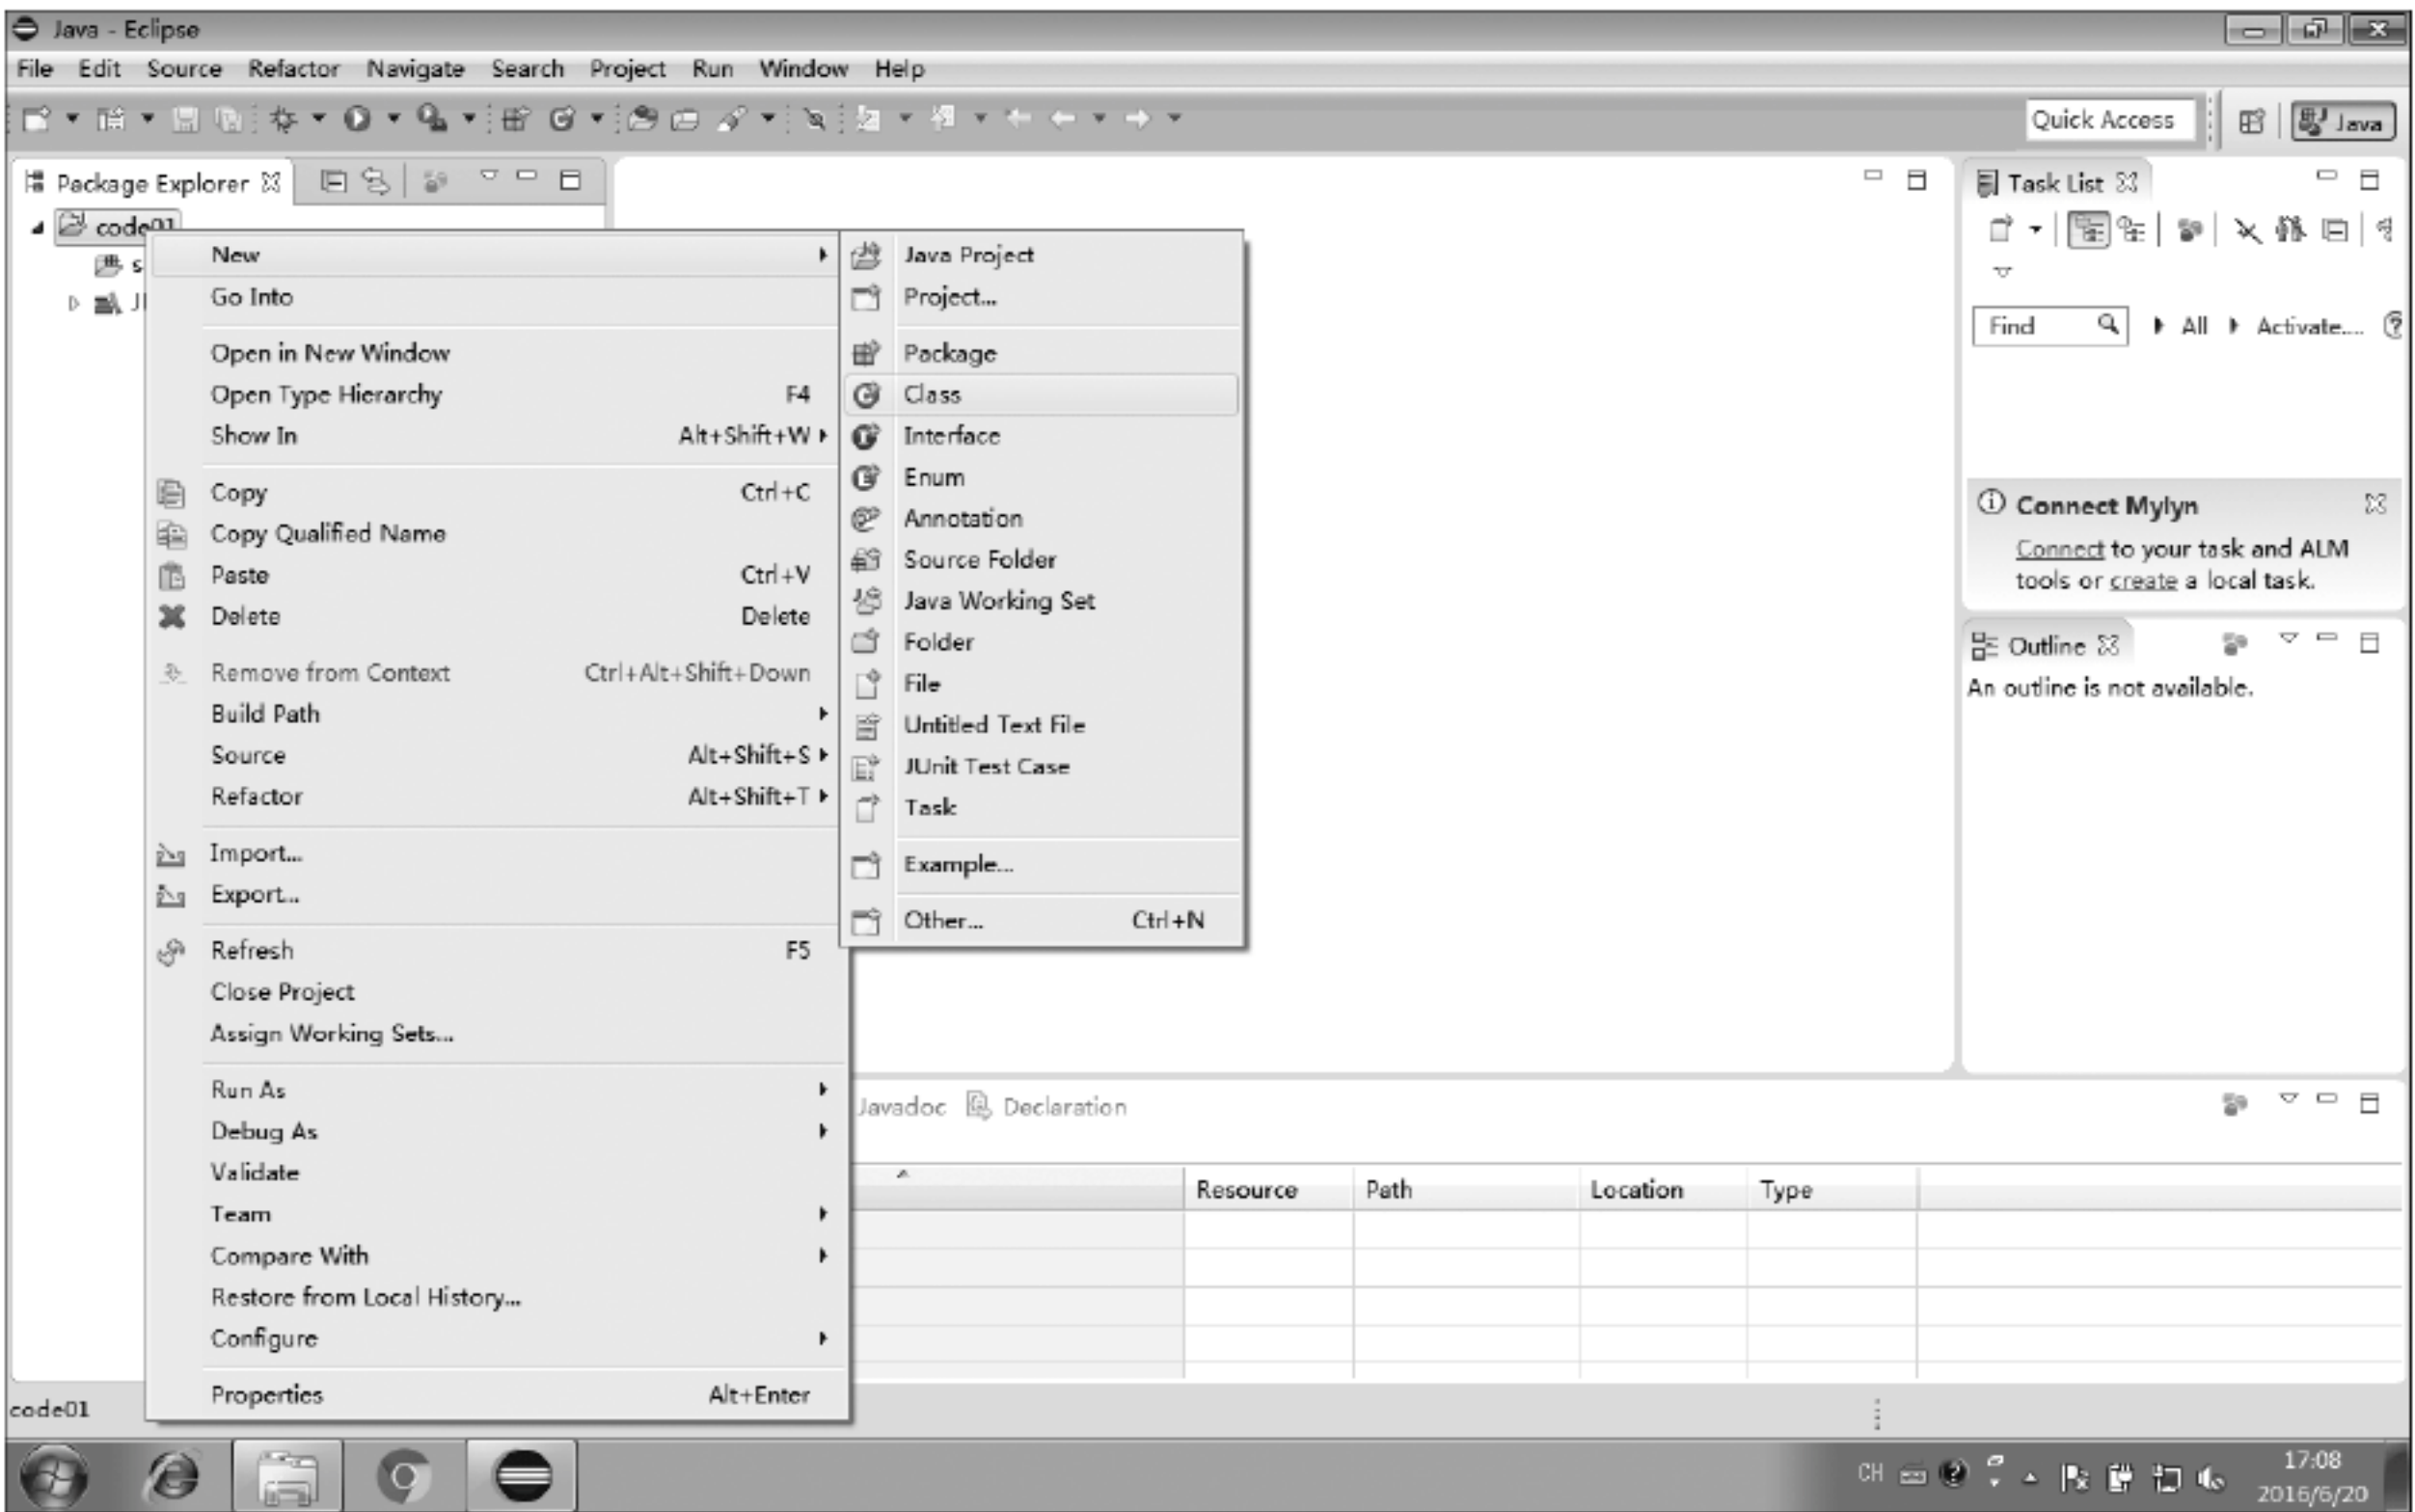 Java - Eclipse
File Edit Source Refactor Navigate Search Project Run Window Help
Quick Access
Java
Package Explorer
code01
New
Go Into
Open in New Window
Open Type Hierarchy F4
Show In Alt+Shift+W
Copy Ctrl+C
Copy Qualified Name
Paste Ctrl+V
Delete Delete
Remove from Context Ctrl+Alt+Shift+Down
Build Path
Source Alt+Shift+S
Refactor Alt+Shift+T
Import...
Export...
Refresh F5
Close Project
Assign Working Sets...
Run As
Debug As
Validate
Team
Compare With
Restore from Local History...
Configure
Properties Alt+Enter
Java Project
Project...
Package
Class
Interface
Enum
Annotation
Source Folder
Java Working Set
Folder
File
Untitled Text File
JUnit Test Case
Task
Example...
Other... Ctrl+N
Task List
Find All Activate...
Connect Mylyn
Connect to your task and ALM
tools or create a local task.
Outline
An outline is not available.
Javadoc Declaration
Resource Path Location Type
code01
CH
17:08
2016/6/20